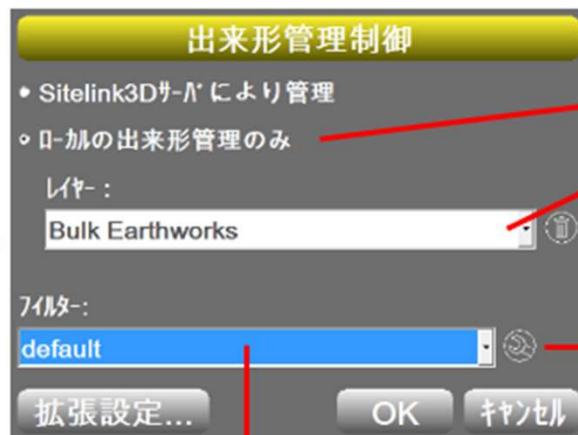 出来形管理制御
Sitelink3Dｻｰﾊﾞにより管理
ﾛｰｶﾙの出来形管理のみ
ﾚｲﾔｰ :
Bulk Earthworks
ﾌｨﾙﾀｰ:
default
拡張設定... OK ｷｬﾝｾﾙ